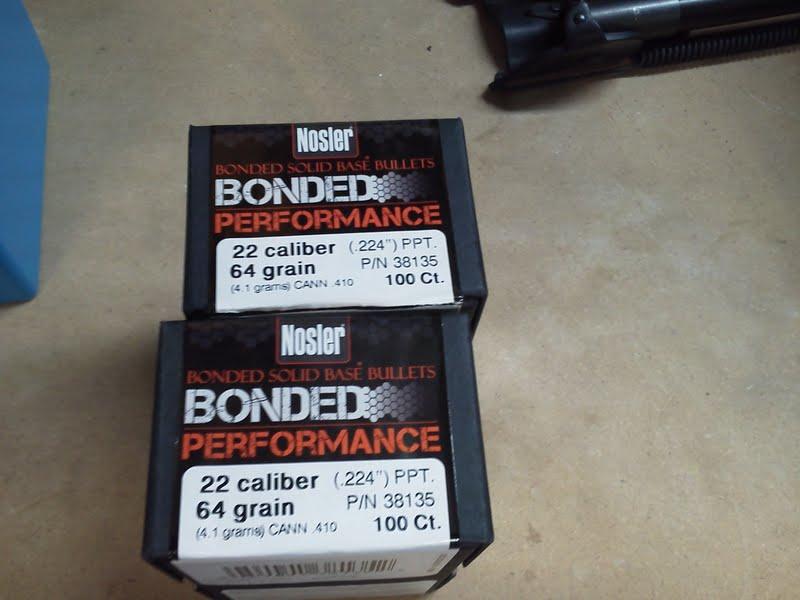 Nosler®
BONDED SOLID BASE® BULLETS
BONDED
PERFORMANCE
22 caliber (.224") PPT.
64 grain P/N 38135
(4.1 grams) CANN .410 100 Ct.
Nosler®
BONDED SOLID BASE® BULLETS
BONDED
PERFORMANCE
22 caliber (.224") PPT.
64 grain P/N 38135
(4.1 grams) CANN .410 100 Ct.